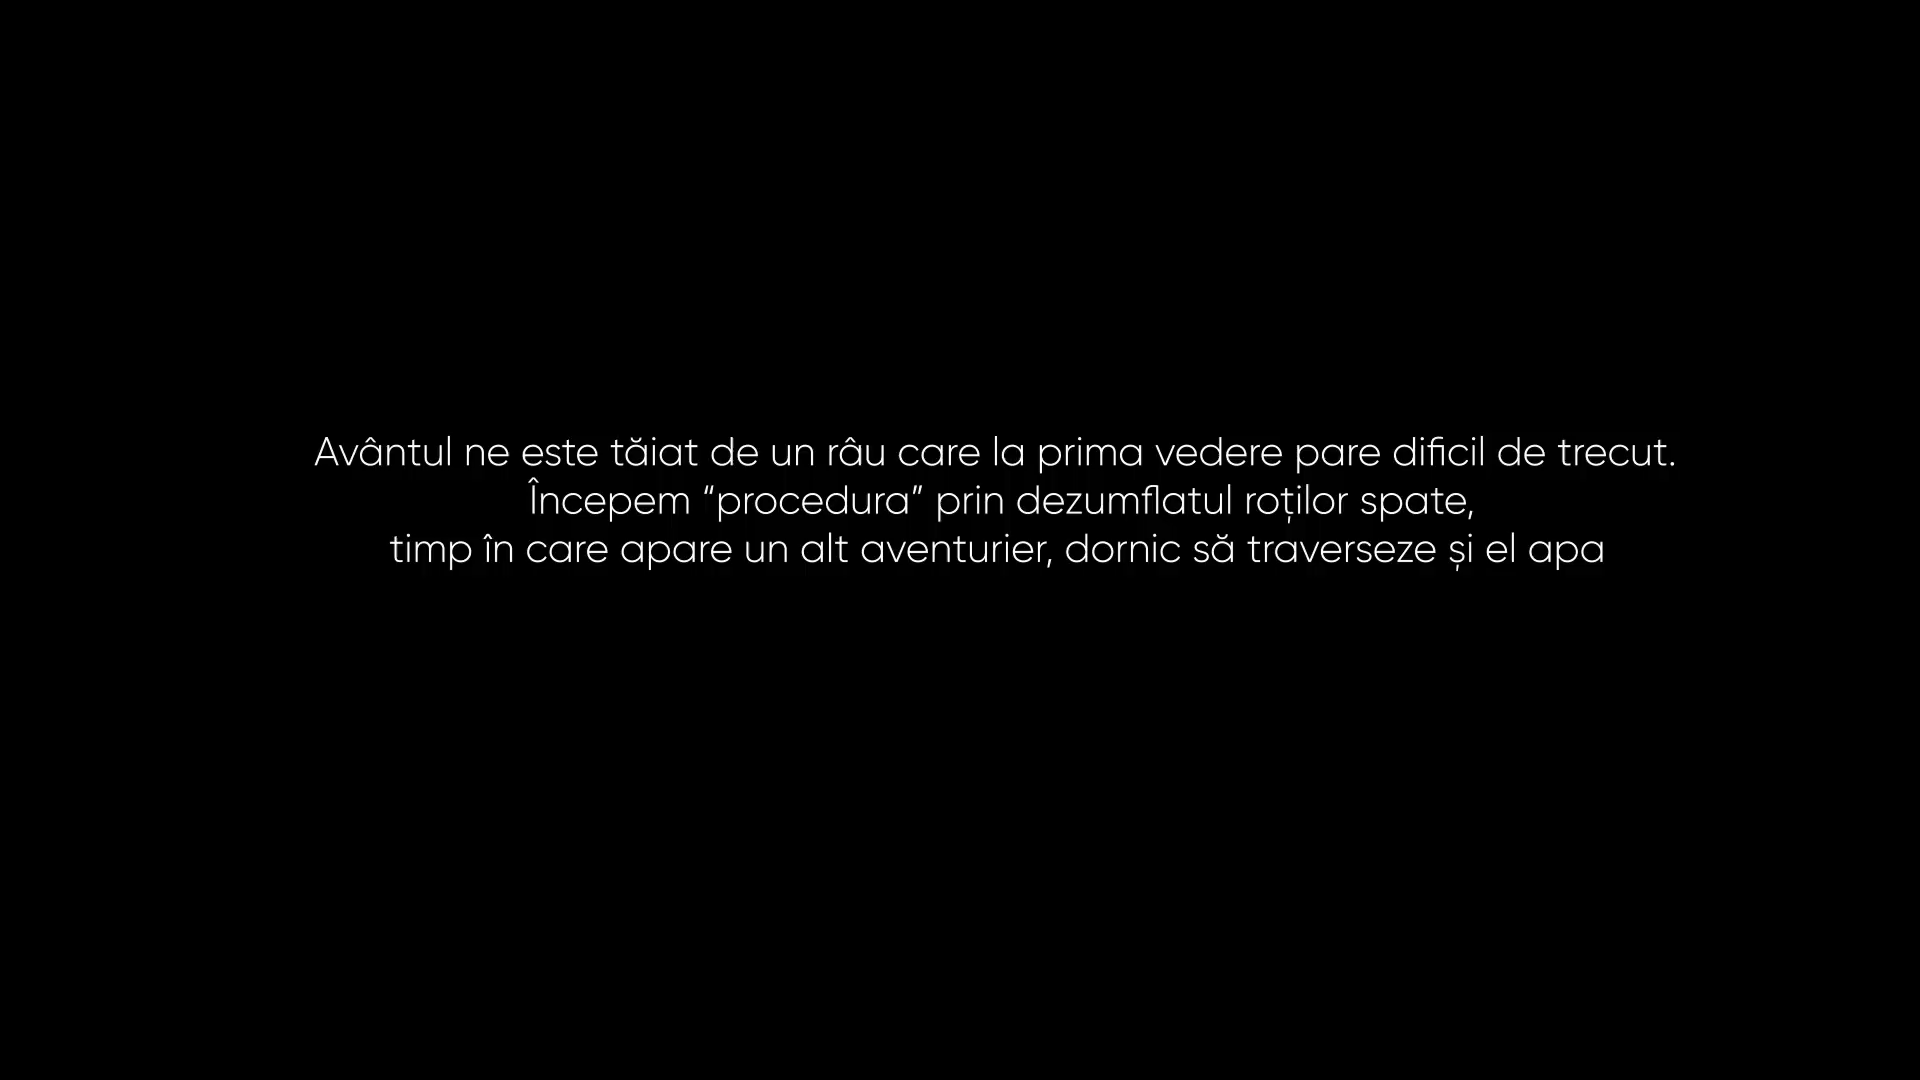 Avântul ne este tăiat de un râu care la prima vedere pare dificil de trecut.
Începem “procedura” prin dezumflatul roților spate,
timp în care apare un alt aventurier, dornic să traverseze și el apa